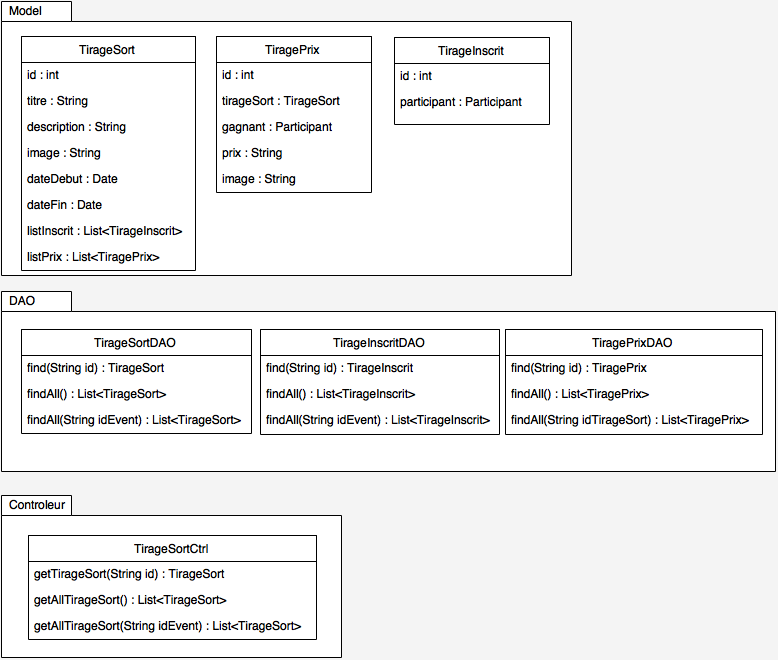 Model
TirageSort
id : int
titre : String
description : String
image : String
dateDebut : Date
dateFin : Date
listInscrit : List<TirageInscrit>
listPrix : List<TiragePrix>
TiragePrix
id : int
tirageSort : TirageSort
gagnant : Participant
prix : String
image : String
TirageInscrit
id : int
participant : Participant
DAO
TirageSortDAO
find(String id) : TirageSort
findAll() : List<TirageSort>
findAll(String idEvent) : List<TirageSort>
TirageInscritDAO
find(String id) : TirageInscrit
findAll() : List<TirageInscrit>
findAll(String idEvent) : List<TirageInscrit>
TiragePrixDAO
find(String id) : TiragePrix
findAll() : List<TiragePrix>
findAll(String idTirageSort) : List<TiragePrix>
Controleur
TirageSortCtrl
getTirageSort(String id) : TirageSort
getAllTirageSort() : List<TirageSort>
getAllTirageSort(String idEvent) : List<TirageSort>